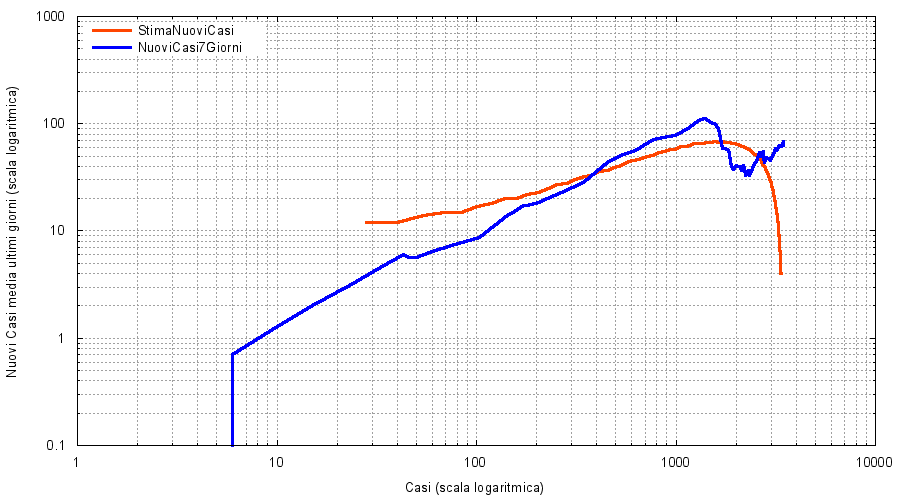 1000
StimaNuoviCasi
NuoviCasi7Giorni
100
10
1
0.1
Nuovi Casi media ultimi giorni (scala logaritmica)
1
10
100
1000
10000
Casi (scala logaritmica)